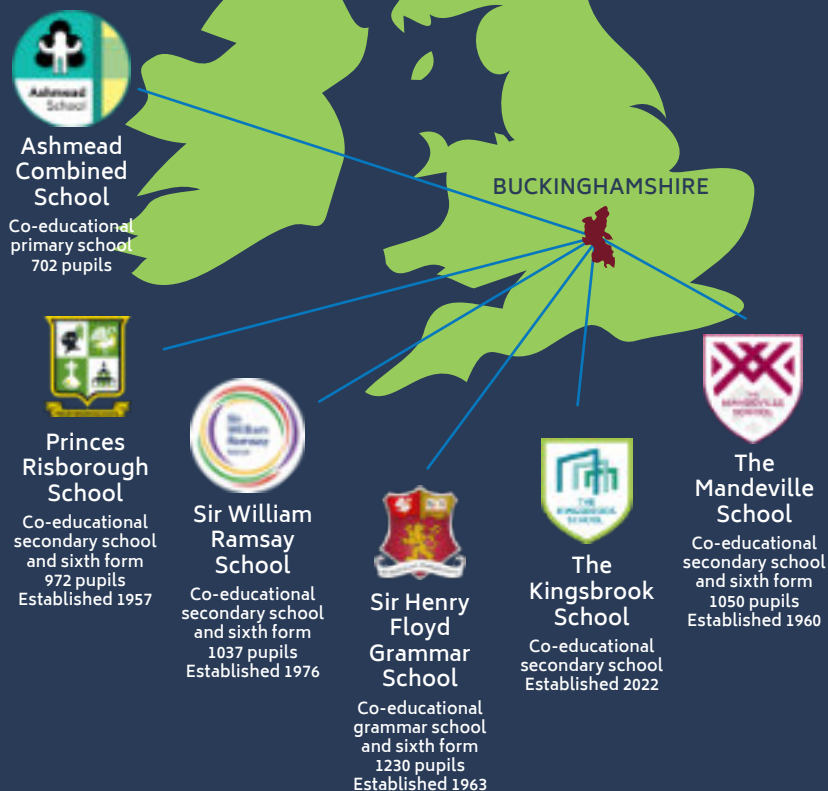 Ashmead
School
Ashmead
Combined
School
Co-educational
primary school
702 pupils
BUCKINGHAMSHIRE
Princes
Risborough
School
Co-educational
secondary school
and sixth form
972 pupils
Established 1957
Sir
William
Ramsay
Sir William
Ramsay
School
Co-educational
secondary school
and sixth form
1037 pupils
Established 1976
Sir Henry
Floyd
Grammar
School
Co-educational
grammar school
and sixth form
1230 pupils
Established 1963
THE
KINGSBROOK
SCHOOL
The
Kingsbrook
School
Co-educational
secondary school
Established 2022
THE
MANDEVILLE
SCHOOL
The
Mandeville
School
Co-educational
secondary school
and sixth form
1050 pupils
Established 1960